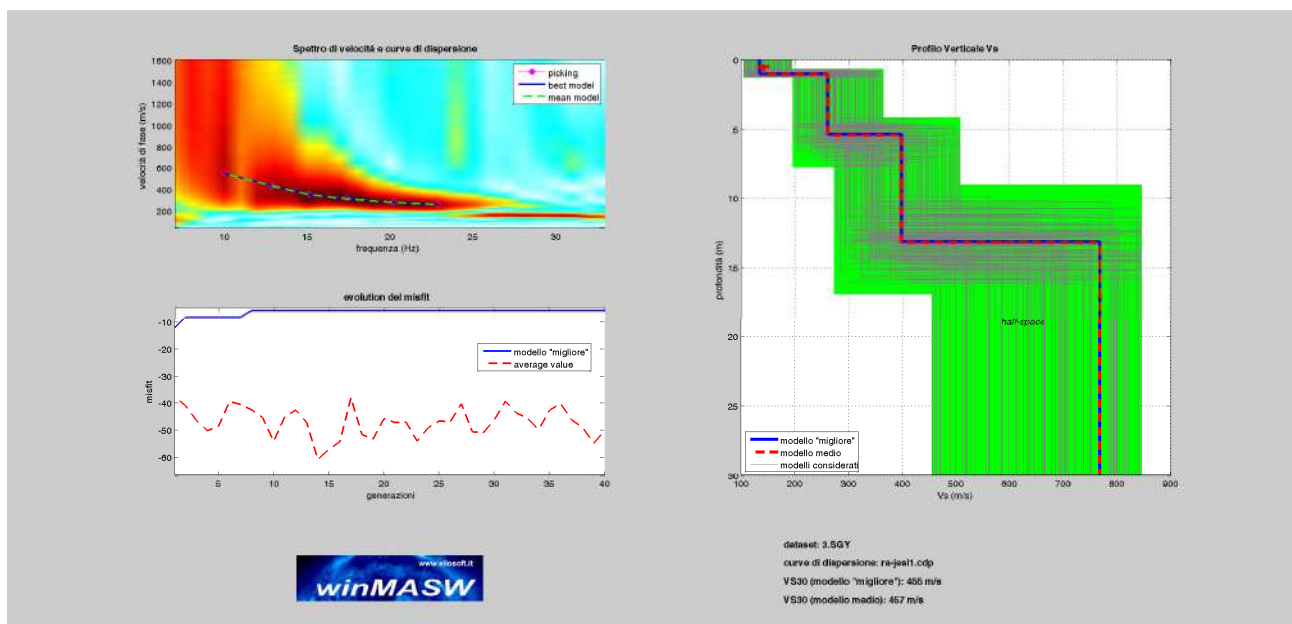 Spettro di velocità e curve di dispersione
1600
1400
1200
1000
800
600
400
200
velocità di fase (m/s)
picking
best model
mean model
10
15
20
25
30
frequenza (Hz)
evolution del misfit
-10
-20
-30
-40
-50
-60
misfit
modello "migliore"
average value
5
10
15
20
25
30
35
40
generazioni
www.eliosoft.it
winMASW
Profilo Verticale Vs
0
5
10
15
20
25
30
profondità (m)
half-space
modello "migliore"
modello medio
modelli considerati
100
200
300
400
500
600
700
800
900
Vs (m/s)
dataset: 3.SGY
curve di dispersione: ra-jesi1.cdp
VS30 (modello "migliore"): 455 m/s
VS30 (modello medio): 457 m/s